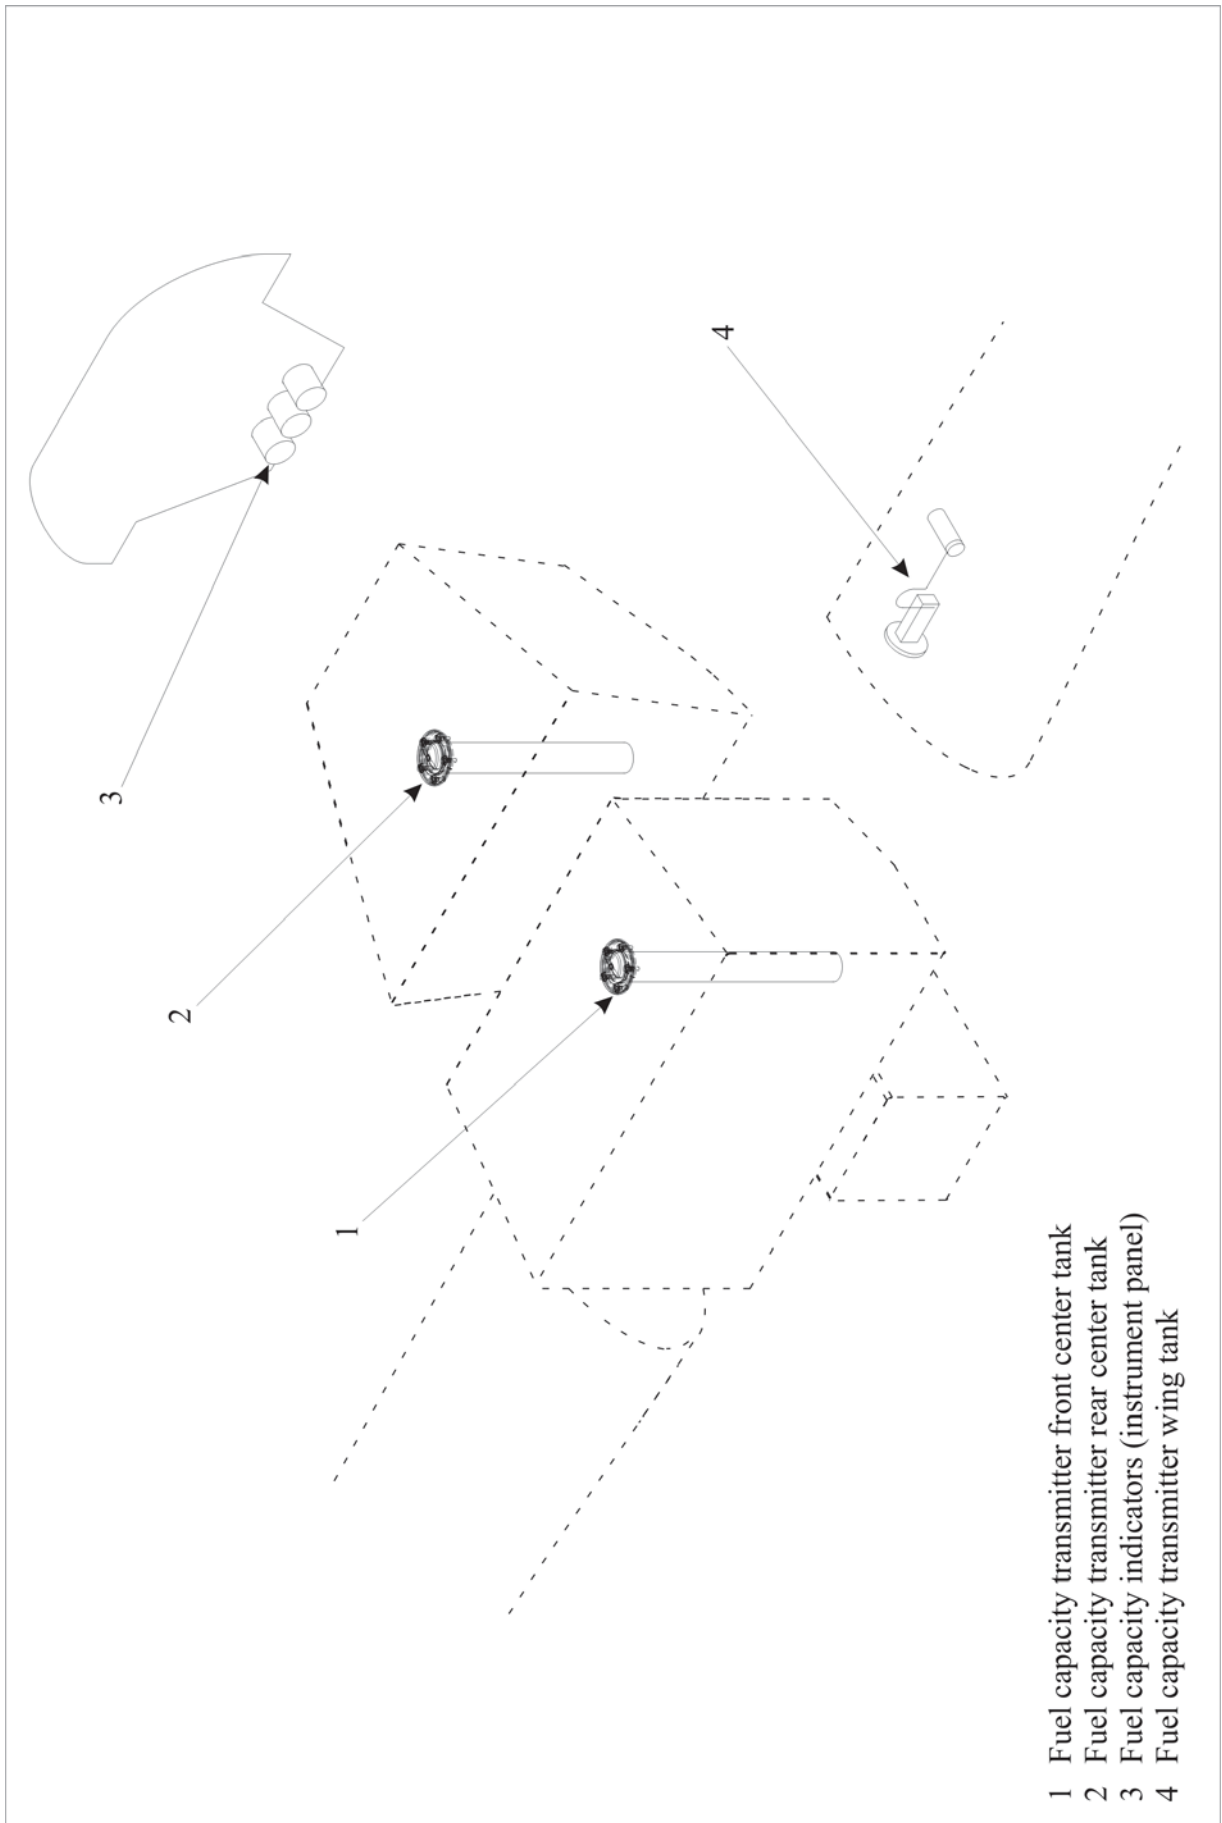 3
4
2
1
1 Fuel capacity transmitter front center tank
2 Fuel capacity transmitter rear center tank
3 Fuel capacity indicators (instrument panel)
4 Fuel capacity transmitter wing tank